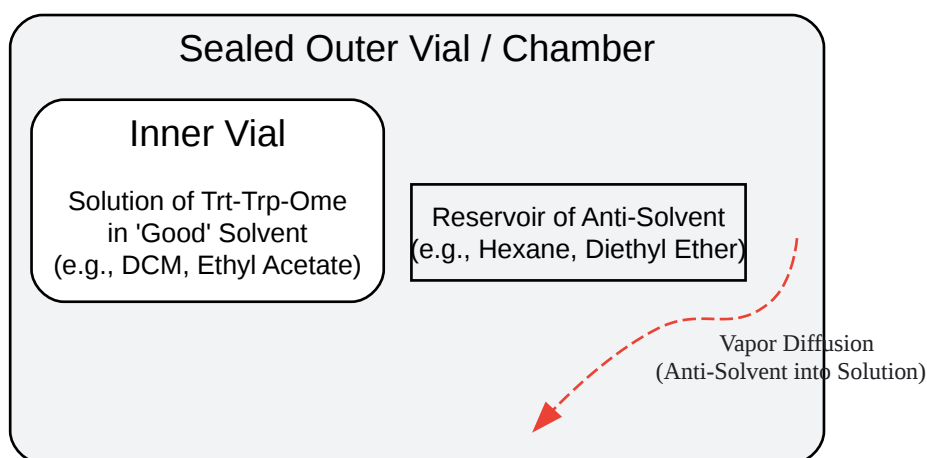 Sealed Outer Vial / Chamber
Inner Vial
Solution of Trt-Trp-Ome
in 'Good' Solvent
(e.g., DCM, Ethyl Acetate)
Reservoir of Anti-Solvent
(e.g., Hexane, Diethyl Ether)
Vapor Diffusion
(Anti-Solvent into Solution)